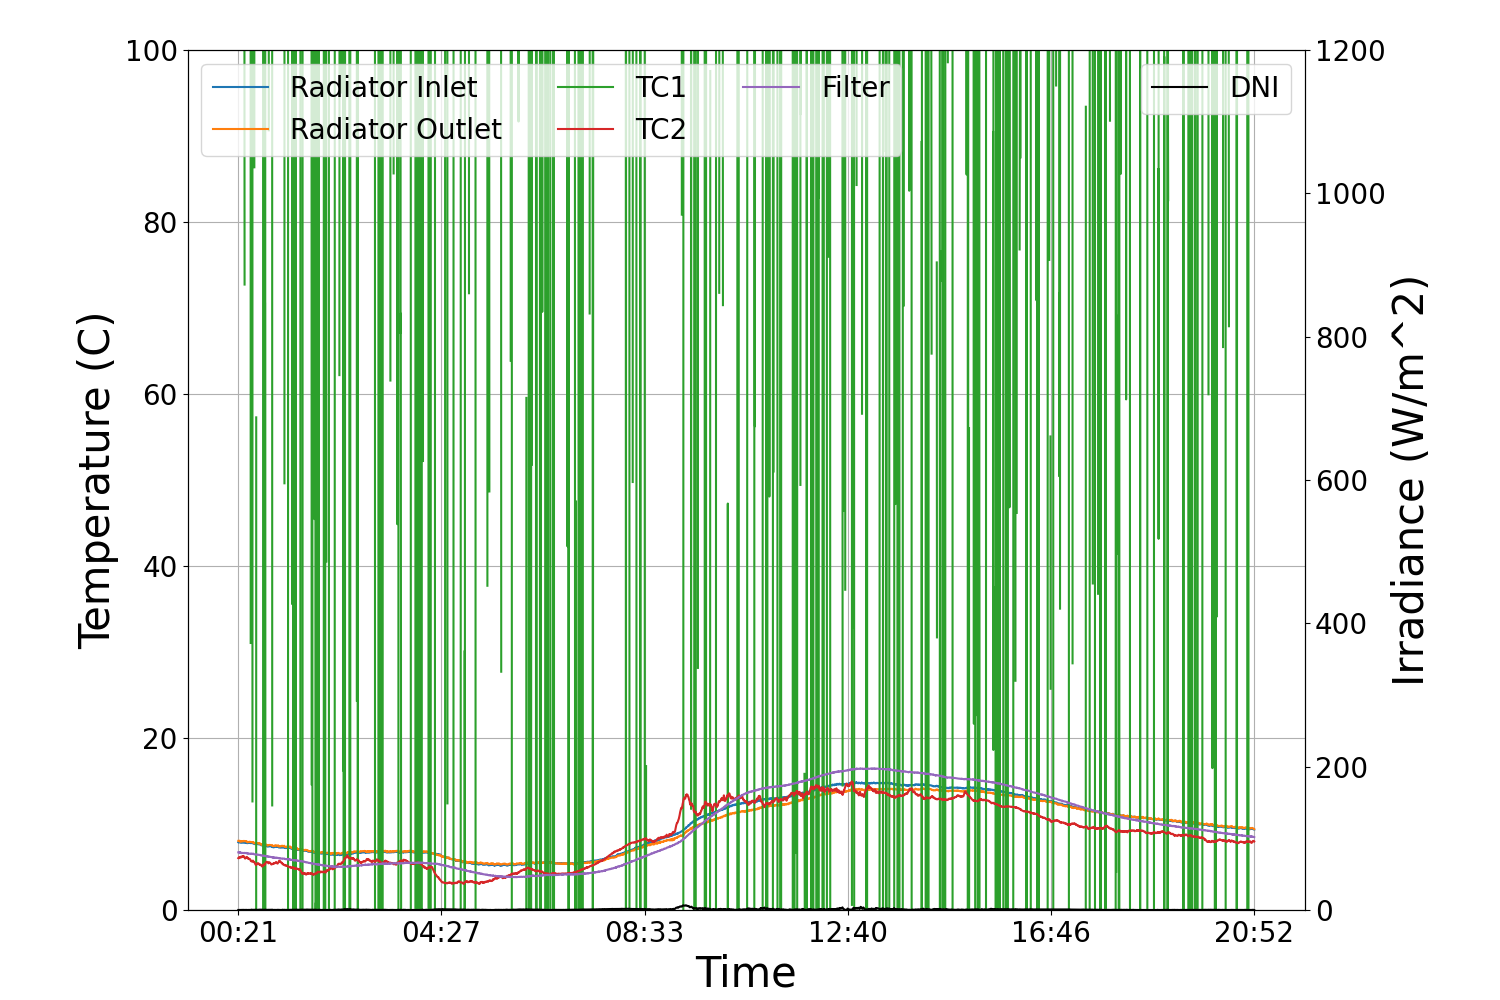 Radiator Inlet
Radiator Outlet
TC1
TC2
Filter
DNI
Temperature (C)
100
80
60
40
20
0
Irradiance (W/m^2)
1200
1000
800
600
400
200
0
00:21 04:27 08:33 12:40 16:46 20:52
Time